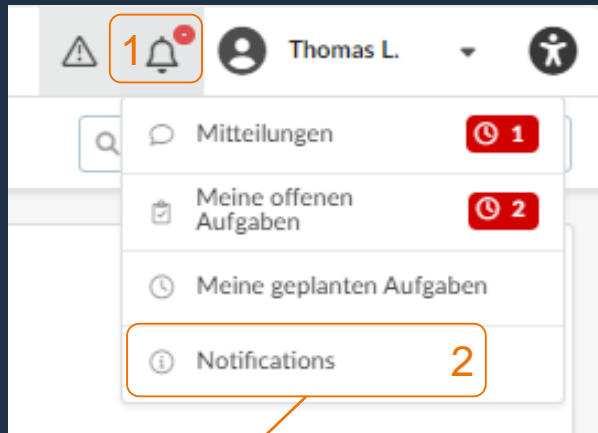 1
Thomas L.
Mitteilungen
1
Meine offenen
Aufgaben
2
Meine geplanten Aufgaben
Notifications
2